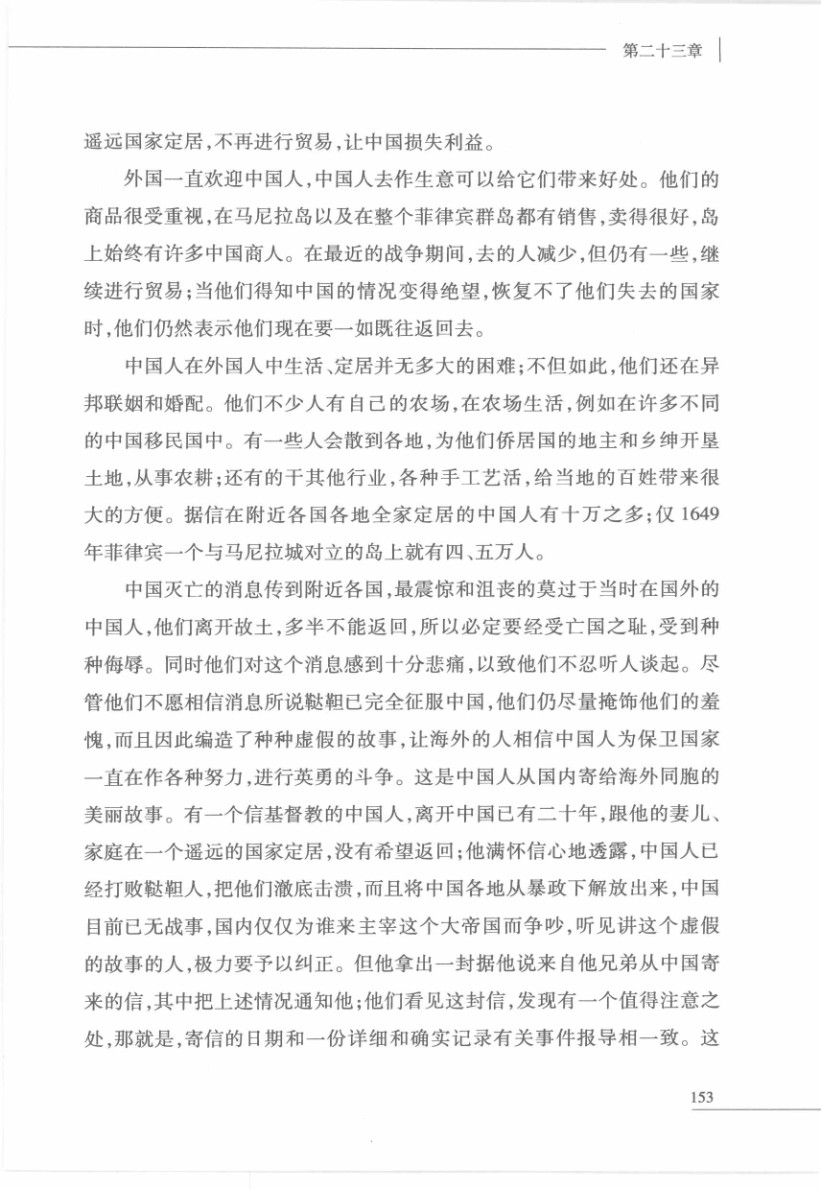 第二十三章
遥远国家定居,不再进行贸易,让中国损失利益。
外国一直欢迎中国人,中国人去作生意可以给它们带来好处。他们的
商品很受重视,在马尼拉岛以及在整个菲律宾群岛都有销售,卖得很好,岛
上始终有许多中国商人。在最近的战争期间,去的人减少,但仍有一些,继
续进行贸易;当他们得知中国的情况变得绝望,恢复不了他们失去的国家
时,他们仍然表示他们现在要一如既往返回去。
中国人在外国人中生活、定居并无多大的困难;不但如此,他们还在异
邦联姻和婚配。他们不少人有自己的农场,在农场生活,例如在许多不同
的中国移民国中。有一些人会散到各地,为他们侨居国的地主和乡绅开垦
土地,从事农耕;还有的干其他行业,各种手工艺活,给当地的百姓带来很
大的方便。据信在附近各国各地全家定居的中国人有十万之多;仅1649
年菲律宾一个与马尼拉城对立的岛上就有四、五万人。
中国灭亡的消息传到附近各国,最震惊和沮丧的莫过于当时在国外的
中国人,他们离开故土,多半不能返回,所以必定要经受亡国之耻,受到种
种侮辱。同时他们对这个消息感到十分悲痛,以致他们不忍听人谈起。尽
管他们不愿相信消息所说鞑靼已完全征服中国,他们仍尽量掩饰他们的羞
愧,而且因此编造了种种虚假的故事,让海外的人相信中国人为保卫国家
一直在作各种努力,进行英勇的斗争。这是中国人从国内寄给海外同胞的
美丽故事。有一个信基督教的中国人,离开中国已有二十年,跟他的妻儿、
家庭在一个遥远的国家定居,没有希望返回;他满怀信心地透露,中国人已
经打败鞑靼人,把他们澈底击溃,而且将中国各地从暴政下解放出来,中国
目前已无战事,国内仅仅为谁来主宰这个大帝国而争吵,听见讲这个虚假
的故事的人,极力要予以纠正。但他拿出一封据他说来自他兄弟从中国寄
来的信,其中把上述情况通知他;他们看见这封信,发现有一个值得注意之
处,那就是,寄信的日期和一份详细和确实记录有关事件报导相一致。这
153